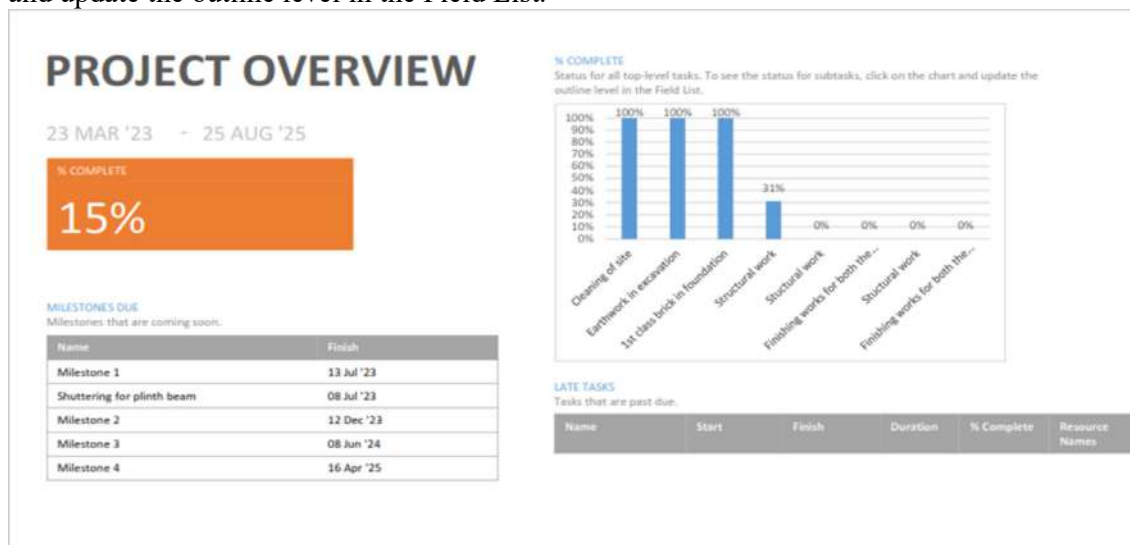 and update the outline level in the Field List.
PROJECT OVERVIEW
23 MAR '23 - 25 AUG '25
% COMPLETE
15%
MILESTONES DUE
Milestones that are coming soon.
Name Finish
Milestone 1 13 Jul '23
Shuttering for plinth beam 08 Jul '23
Milestone 2 12 Dec '23
Milestone 3 08 Jun '24
Milestone 4 16 Apr '25
% COMPLETE
Status for all top-level tasks. To see the status for subtasks, click on the chart and update the
outline level in the Field List.
100% 100% 100% 31% 0% 0% 0% 0%
100%
90%
80%
70%
60%
50%
40%
30%
20%
10%
0%
Cleaning of site
Earthwork in excavation
1st class brick in foundation
Structural work
Stuctural work
Finishing works for both the...
Stuctural work
Finishing works for both the...
LATE TASKS
Tasks that are past due.
Name Start Finish Duration % Complete Resource
Names